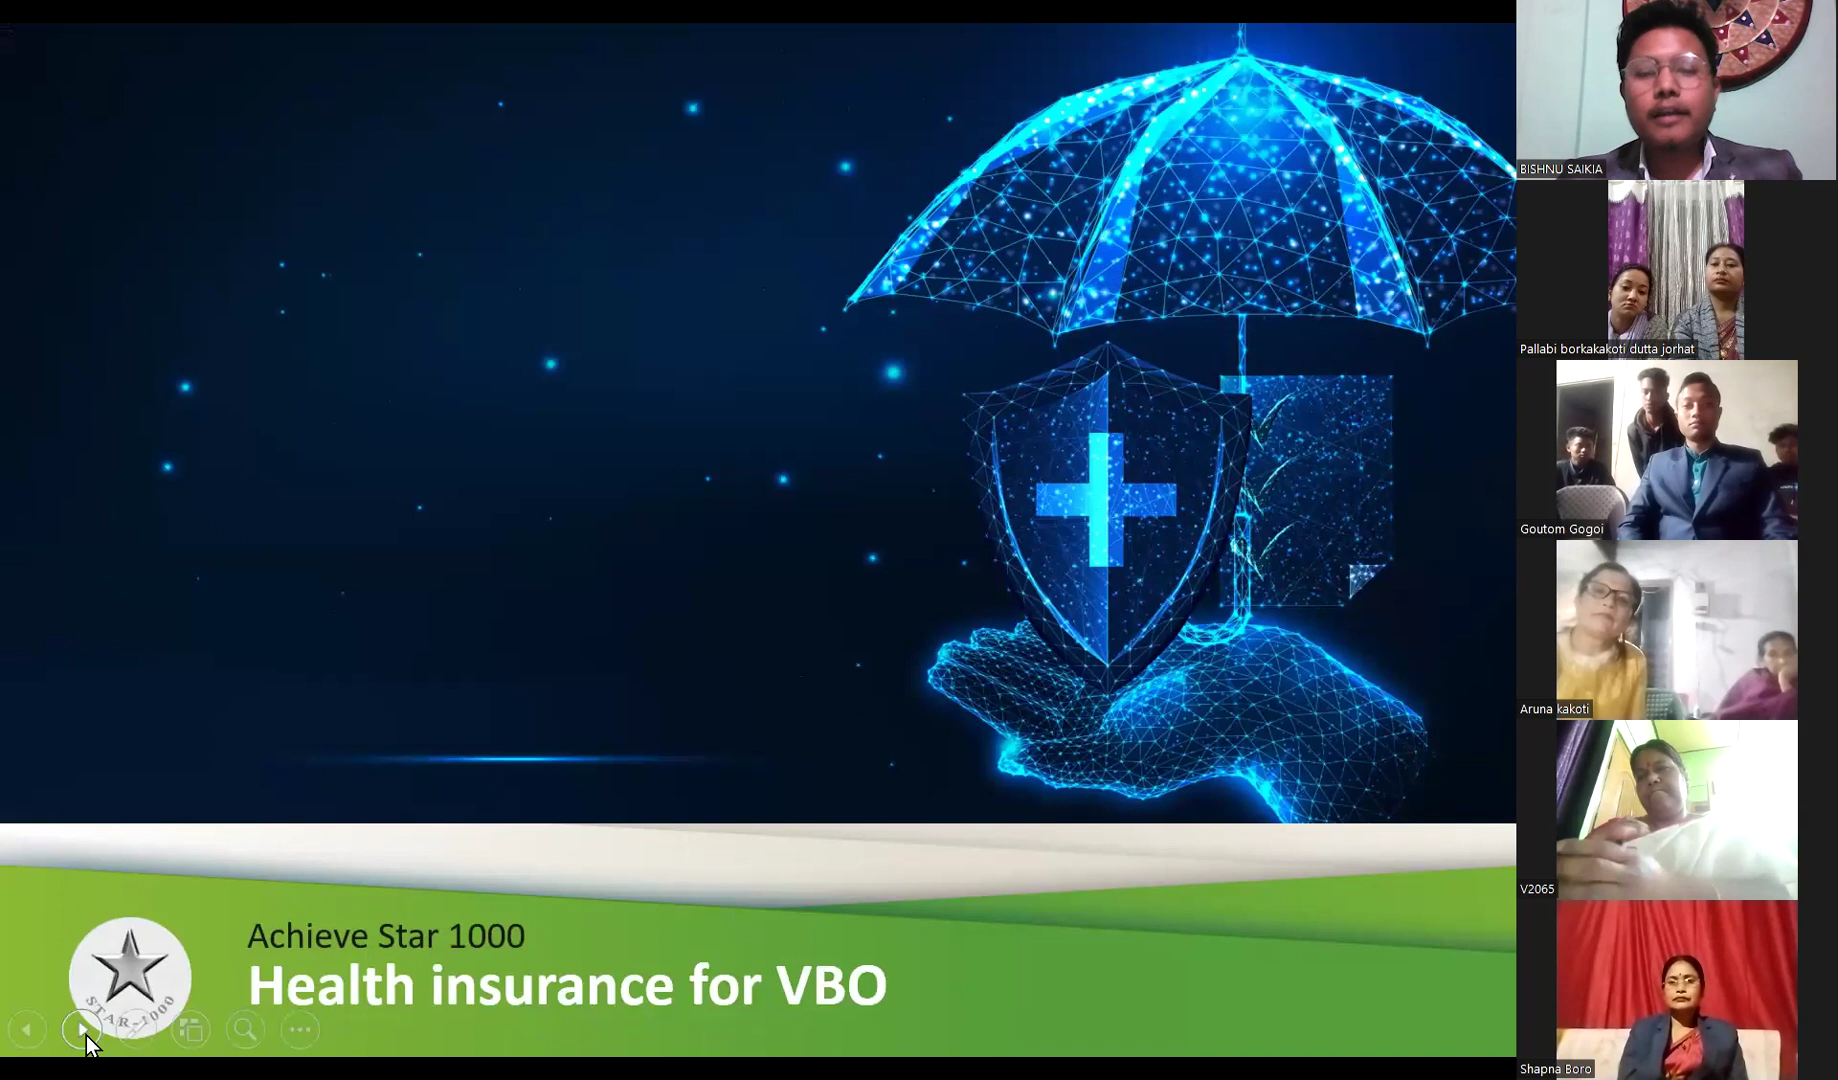 BISHNU SAIKIA
Pallabi borkakakoti dutta jorhat
Goutom Gogoi
Aruna kakoti
V2065
Shapna Boro
Achieve Star 1000
Health insurance for VBO
STAR-1000